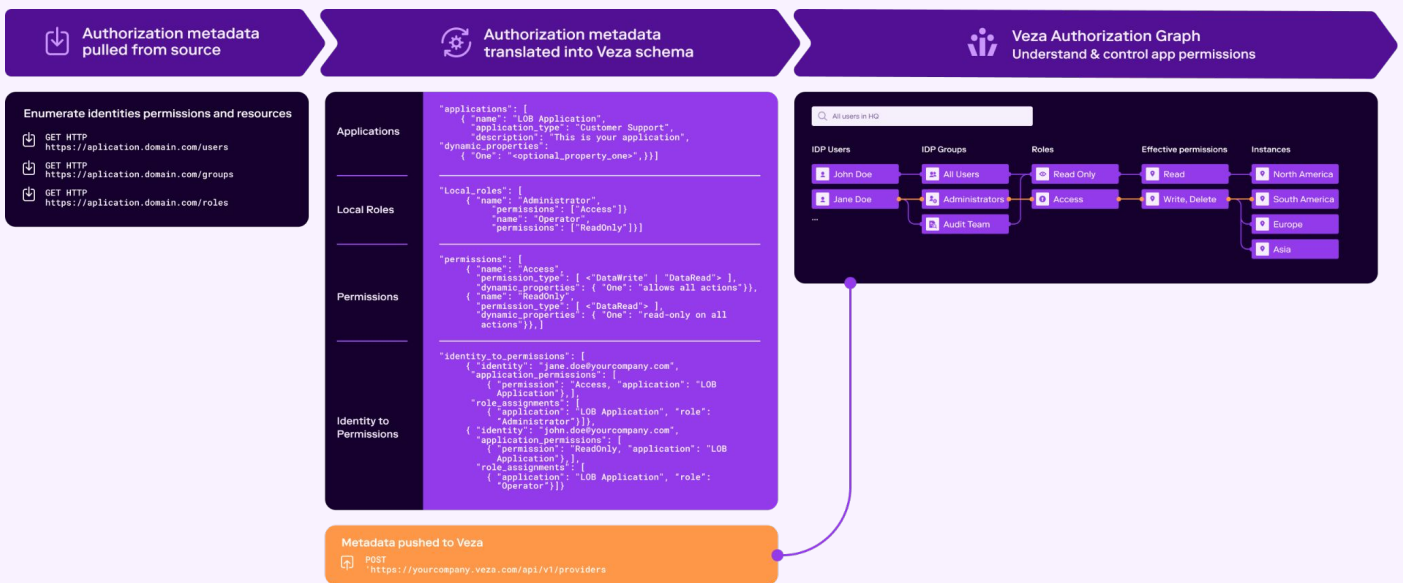 Authorization metadata
pulled from source
Authorization metadata
translated into Veza schema
Veza Authorization Graph
Understand & control app permissions
Enumerate identities permissions and resources
GET HTTP
https://aplication.domain.com/users
GET HTTP
https://aplication.domain.com/groups
GET HTTP
https://aplication.domain.com/roles
Applications
"applications": [
{ "name": "LOB Application",
"application_type": "Customer Support",
"description": "This is your application",
"dynamic_properties":
{ "One": "<optional_property_one>",}}]
Local Roles
"Local_roles": [
{ "name": "Administrator",
"permissions": ["Access"]}
"name": "Operator",
"permissions": ["ReadOnly"]}]
Permissions
"permissions": [
{ "name": "Access",
"permission_type": [ <"DataWrite" | "DataRead"> ],
"dynamic_properties": { "One": "allows all actions"}},
{ "name": "ReadOnly",
"permission_type": [ <"DataRead"> ],
"dynamic_properties": { "One": "read-only on all
actions"}},]
Identity to
Permissions
"identity_to_permissions": [
{ "identity": "jane.doe@yourcompany.com",
"application_permissions": [
{ "permission": "Access, "application": "LOB
Application"},],
"role_assignments": [
{ "application": "LOB Application", "role":
"Administrator"}]},
{ "identity": "john.doe@yourcompany.com",
"application_permissions": [
{ "permission": "ReadOnly, "application": "LOB
Application"},],
"role_assignments": [
{ "application": "LOB Application", "role":
"Operator"}]}
Metadata pushed to Veza
POST
'https://yourcompany.veza.com/api/v1/providers
All users in HQ
IDP Users
IDP Groups
Roles
Effective permissions
Instances
John Doe
All Users
Read Only
Read
North America
Jane Doe
Administrators
Access
Write, Delete
South America
...
Audit Team
Europe
Asia